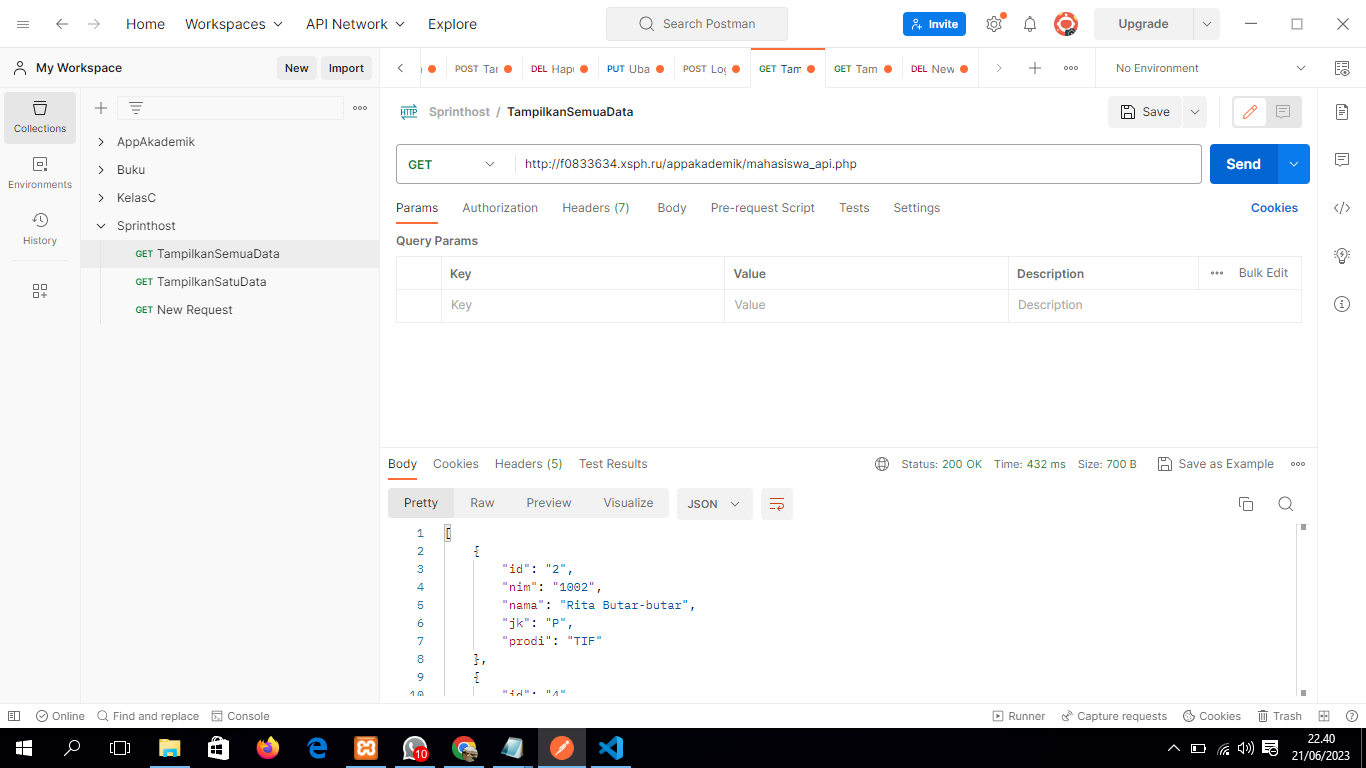 Home Workspaces API Network Explore Search Postman Invite Upgrade
My Workspace New Import POST Tar DEL Hapu PUT Uba POST Log GET Tam GET Tam DEL New No Environment
Collections
Environments
History
AppAkademik
Buku
KelasC
Sprinthost
GET TampilkanSemuaData
GET TampilkanSatuData
GET New Request
HTTP Sprinthost / TampilkanSemuaData Save
GET http://f0833634.xsph.ru/appakademik/mahasiswa_api.php Send
Params Authorization Headers (7) Body Pre-request Script Tests Settings Cookies
Query Params
Key Value Description Bulk Edit
Key Value Description
Body Cookies Headers (5) Test Results Status: 200 OK Time: 432 ms Size: 700 B Save as Example
Pretty Raw Preview Visualize JSON
1 [
2 {
3 "id": "2",
4 "nim": "1002",
5 "nama": "Rita Butar-butar",
6 "jk": "P",
7 "prodi": "TIF"
8 },
9 {
10 "id": "4"
Online Find and replace Console Runner Capture requests Cookies Trash
10
22.40
21/06/2023